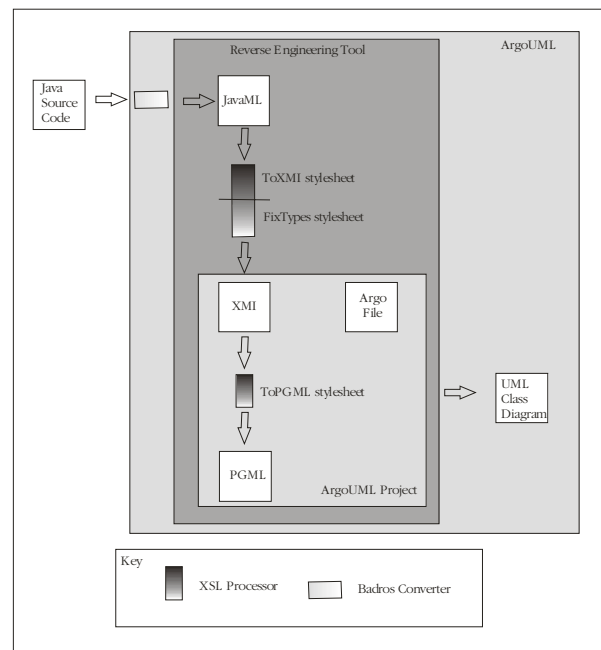 Reverse Engineering Tool
ArgoUML
Java
Source
Code
JavaML
ToXMI stylesheet
FixTypes stylesheet
XMI
Argo
File
ToPGML stylesheet
UML
Class
Diagram
PGML
ArgoUML Project
Key
XSL Processor
Badros Converter